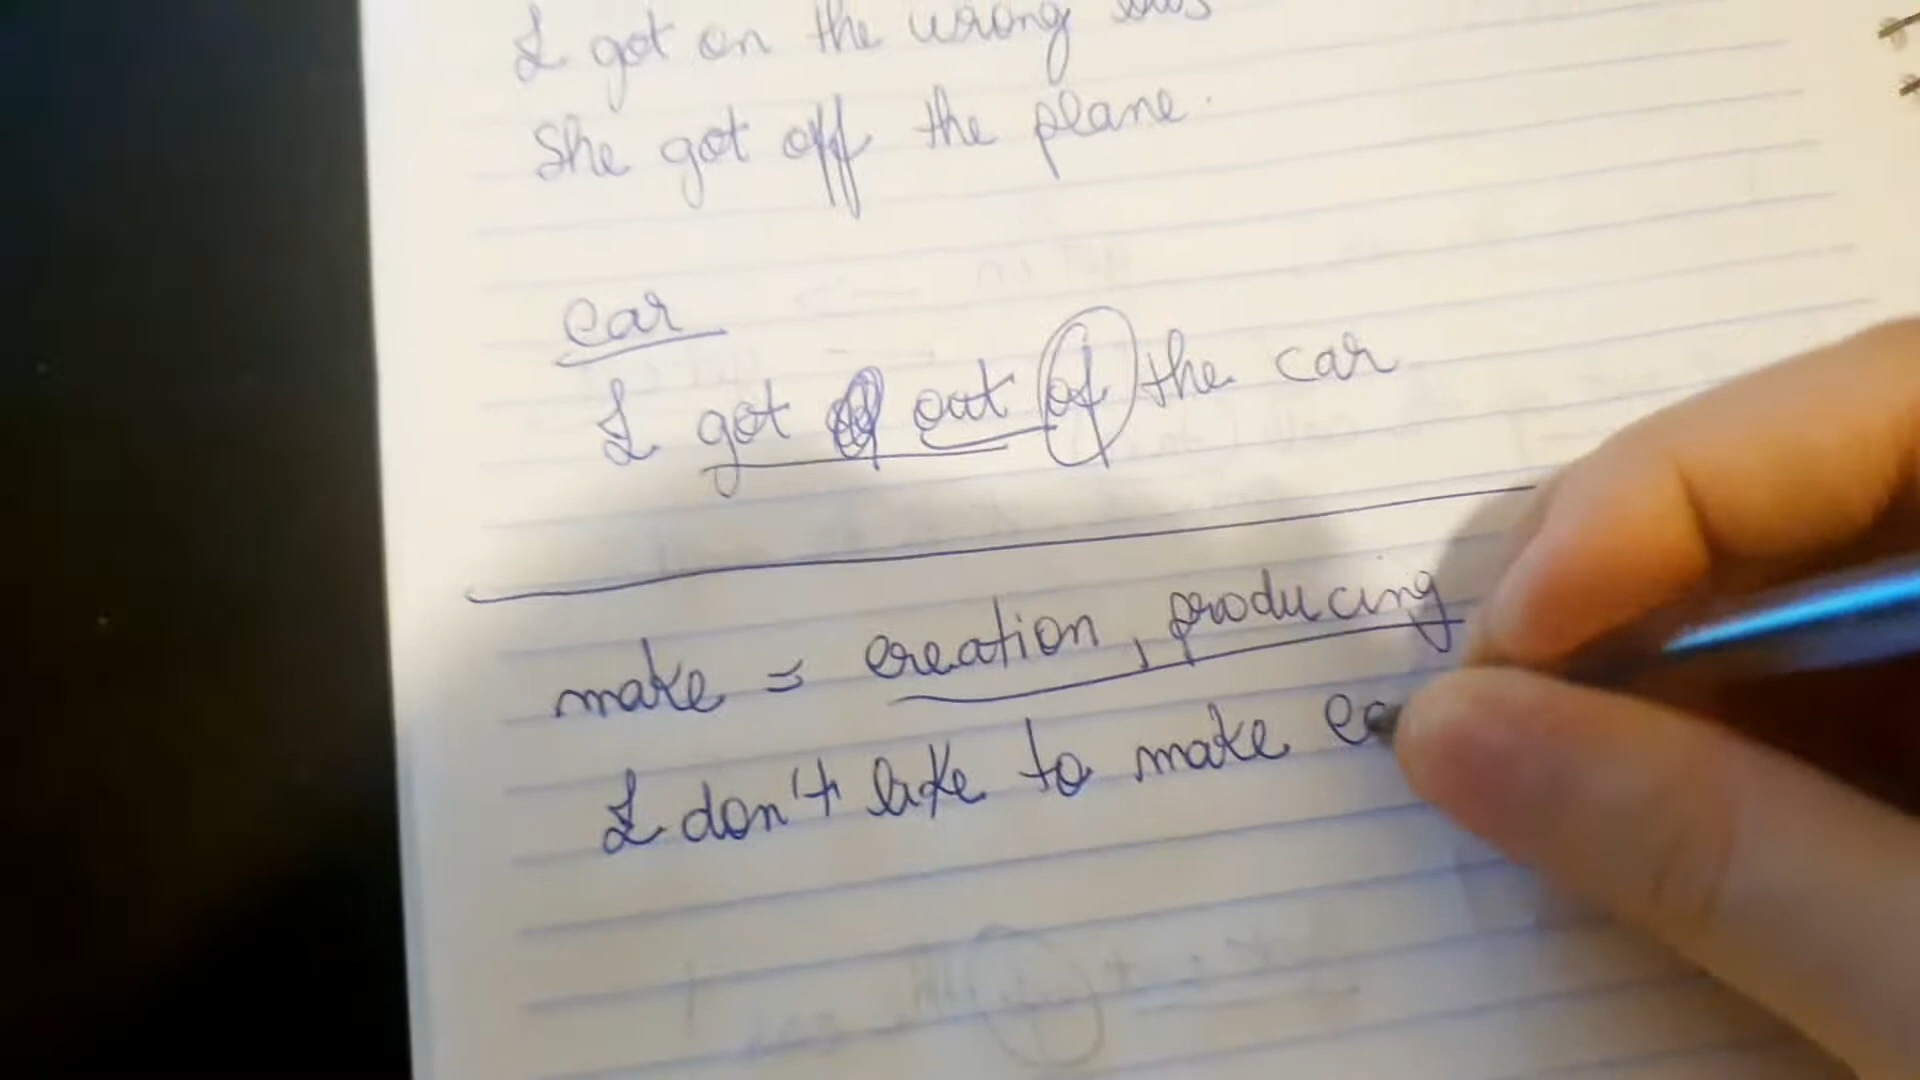 I got on the wrong bus
She got off the plane.
car
I got out of the car
make = creation, producing
I don't like to make